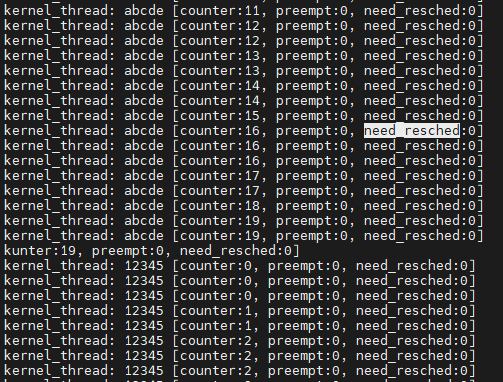 kernel_thread: abcde [counter:11, preempt:0, need_resched:0]
kernel_thread: abcde [counter:12, preempt:0, need_resched:0]
kernel_thread: abcde [counter:12, preempt:0, need_resched:0]
kernel_thread: abcde [counter:13, preempt:0, need_resched:0]
kernel_thread: abcde [counter:13, preempt:0, need_resched:0]
kernel_thread: abcde [counter:14, preempt:0, need_resched:0]
kernel_thread: abcde [counter:14, preempt:0, need_resched:0]
kernel_thread: abcde [counter:15, preempt:0, need_resched:0]
kernel_thread: abcde [counter:16, preempt:0, need_resched:0]
kernel_thread: abcde [counter:16, preempt:0, need_resched:0]
kernel_thread: abcde [counter:16, preempt:0, need_resched:0]
kernel_thread: abcde [counter:17, preempt:0, need_resched:0]
kernel_thread: abcde [counter:17, preempt:0, need_resched:0]
kernel_thread: abcde [counter:18, preempt:0, need_resched:0]
kernel_thread: abcde [counter:19, preempt:0, need_resched:0]
kernel_thread: abcde [counter:19, preempt:0, need_resched:0]
kunter:19, preempt:0, need_resched:0]
kernel_thread: 12345 [counter:0, preempt:0, need_resched:0]
kernel_thread: 12345 [counter:0, preempt:0, need_resched:0]
kernel_thread: 12345 [counter:0, preempt:0, need_resched:0]
kernel_thread: 12345 [counter:1, preempt:0, need_resched:0]
kernel_thread: 12345 [counter:1, preempt:0, need_resched:0]
kernel_thread: 12345 [counter:2, preempt:0, need_resched:0]
kernel_thread: 12345 [counter:2, preempt:0, need_resched:0]
kernel_thread: 12345 [counter:2, preempt:0, need_resched:0]